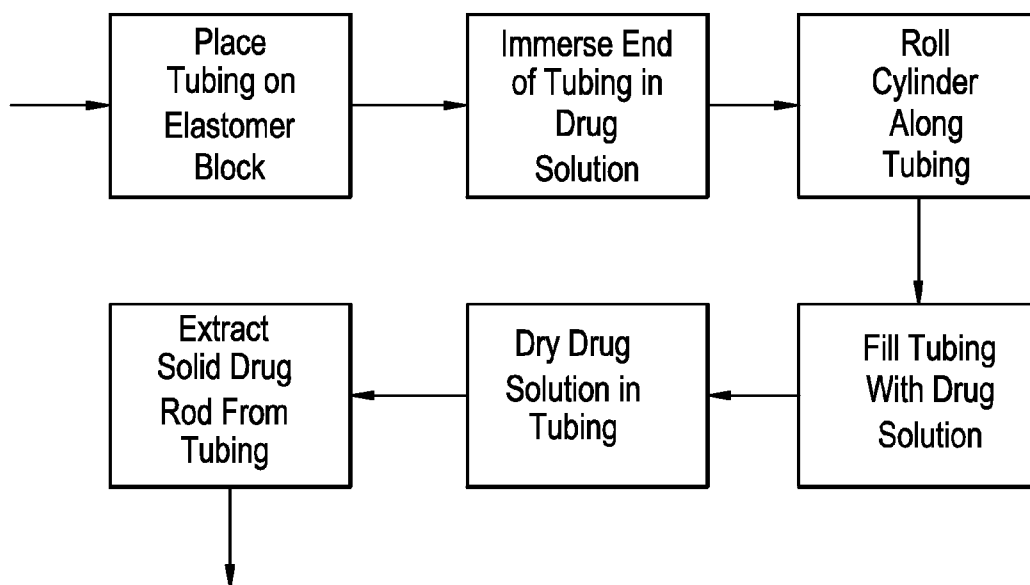 Place
Tubing on
Elastomer
Block
Immerse End
of Tubing in
Drug
Solution
Roll
Cylinder
Along
Tubing
Fill Tubing
With Drug
Solution
Dry Drug
Solution in
Tubing
Extract
Solid Drug
Rod From
Tubing